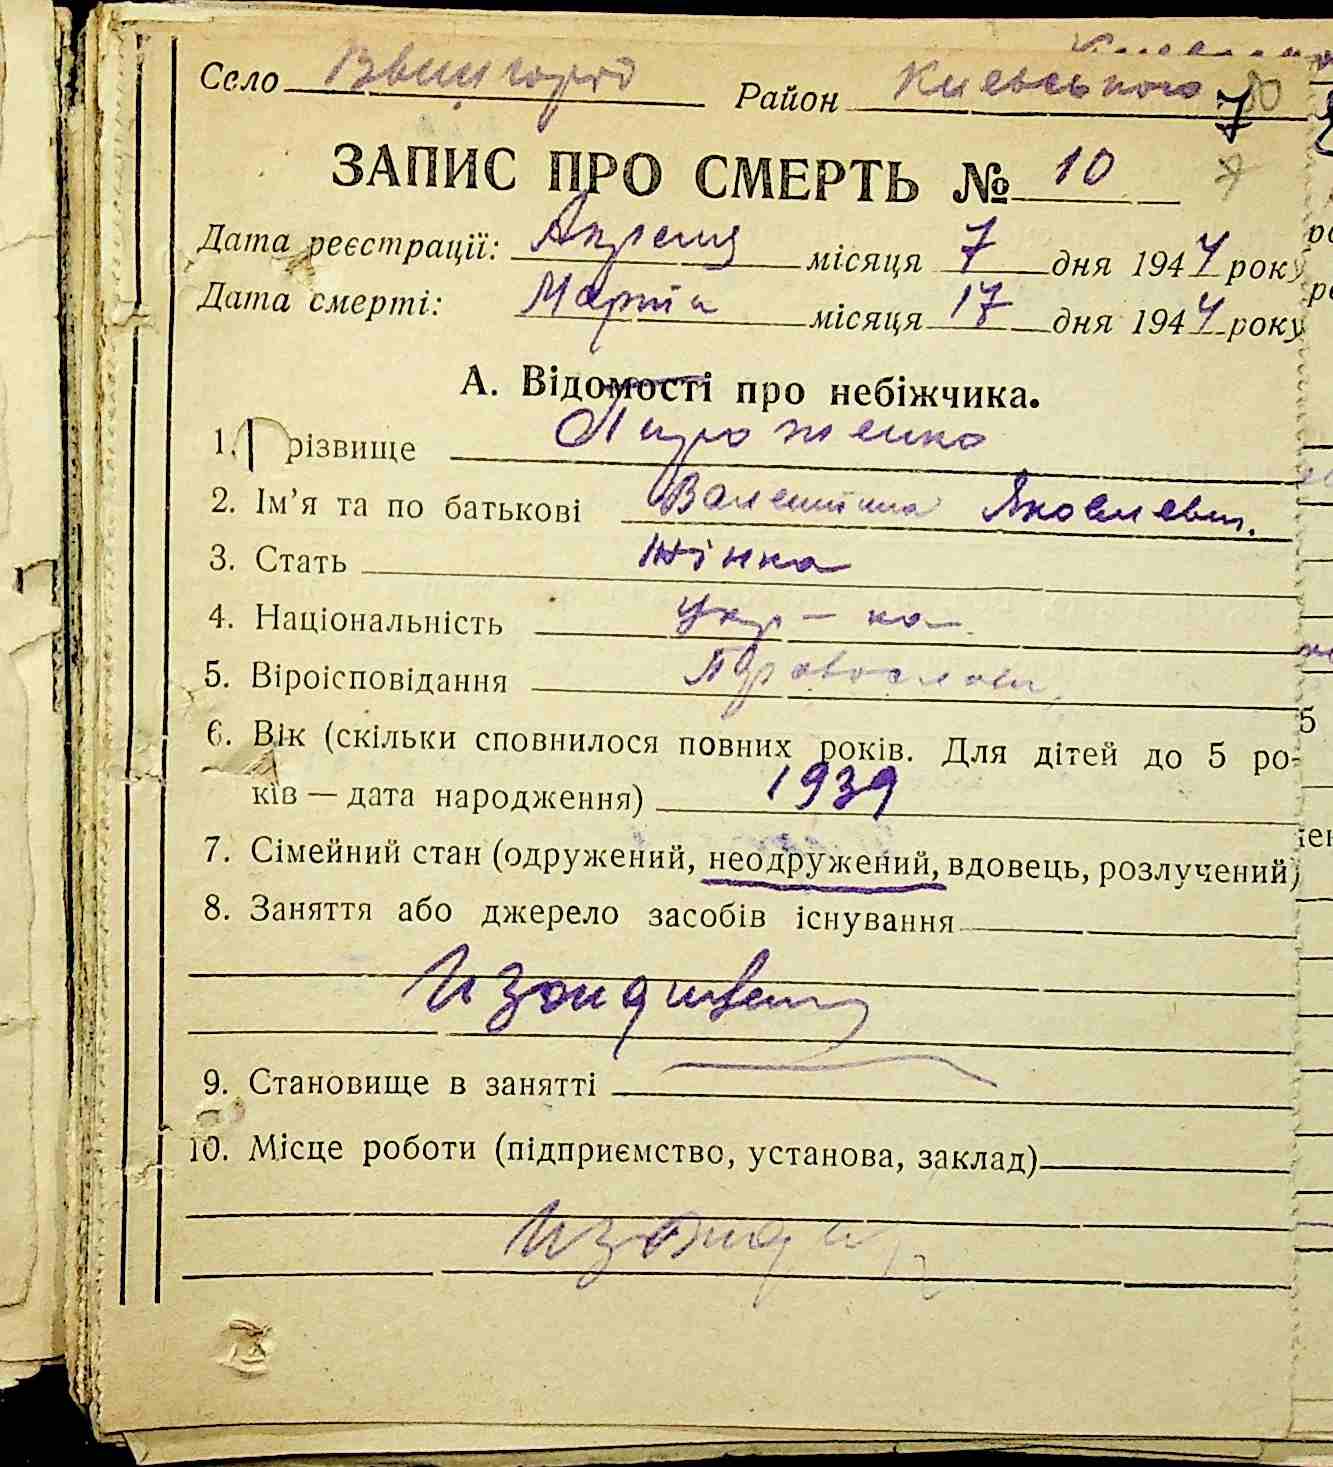 Село Вышгород Район Киевського
ЗАПИС ПРО СМЕРТЬ № 10
Дата реєстрації: Апреля місяця 7 дня 1944 року
Дата смерті: Марта місяця 17 дня 1944 року
А. Відомості про небіжчика.
1. Прізвище
2. Ім'я та по батькові Валентина Яковлевн.
3. Стать жінка
4. Національність Укр-ка
5. Віроісповідання Православн
6. Вік (скільки сповнилося повних років. Для дітей до 5 ро-
ків — дата народження) 1939
7. Сімейний стан (одружений, неодружений, вдовець, розлучений)
8. Заняття або джерело засобів існування
Иждивен
9. Становище в занятті
10. Місце роботи (підприємство, установа, заклад)